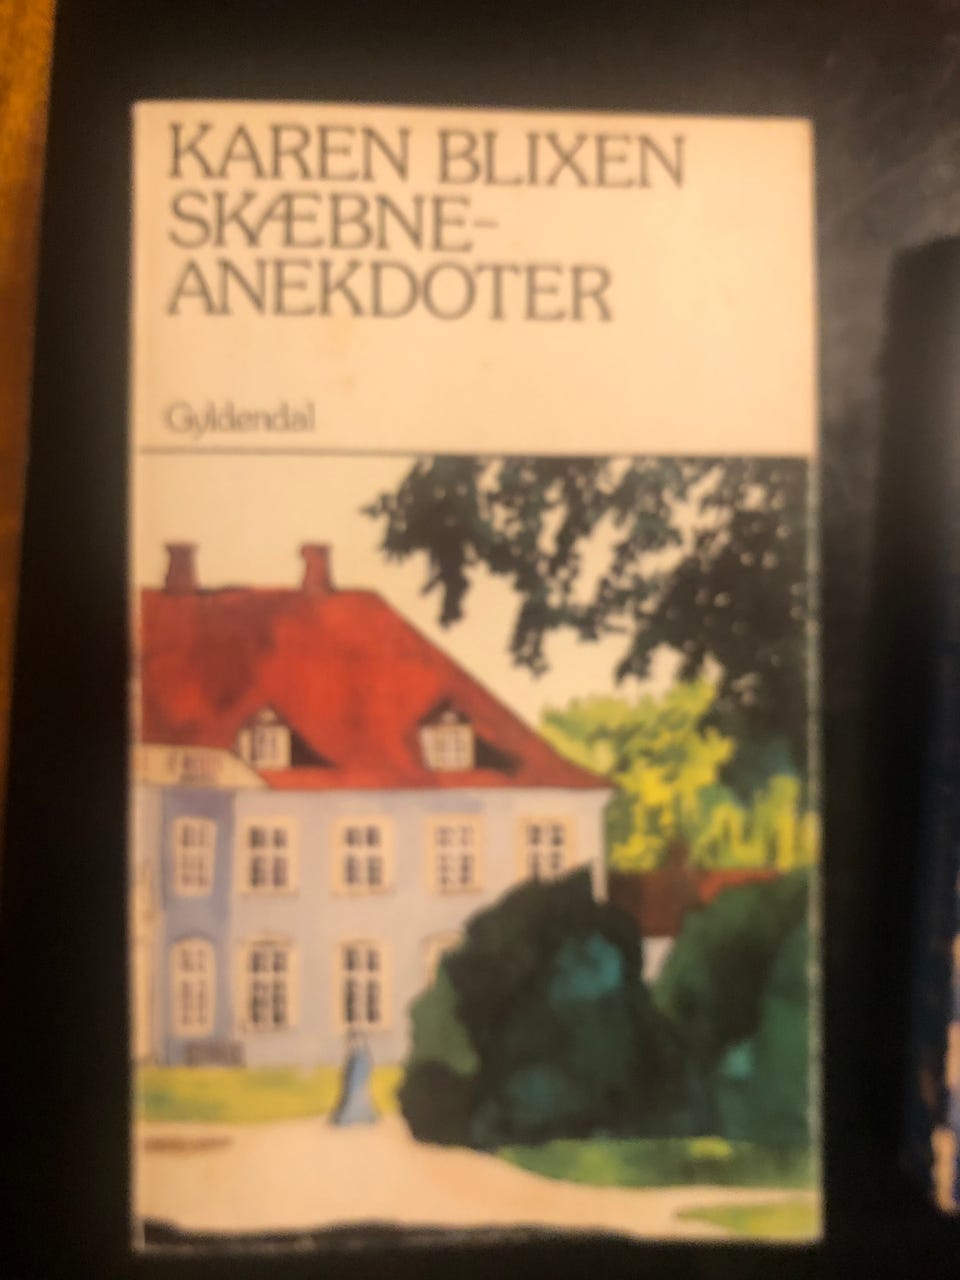 KAREN BLIXEN
SKÆBNE-
ANEKDOTER
Gyldendal